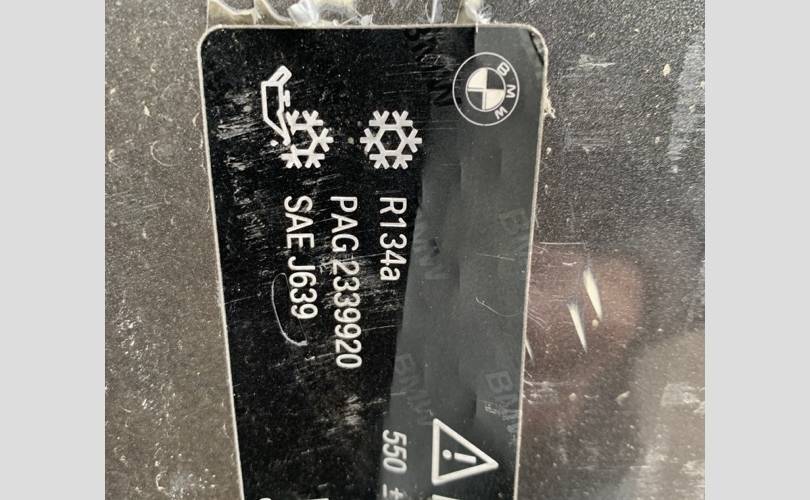 BMW
R134a
550 ±
PAG 2339920
SAE J639